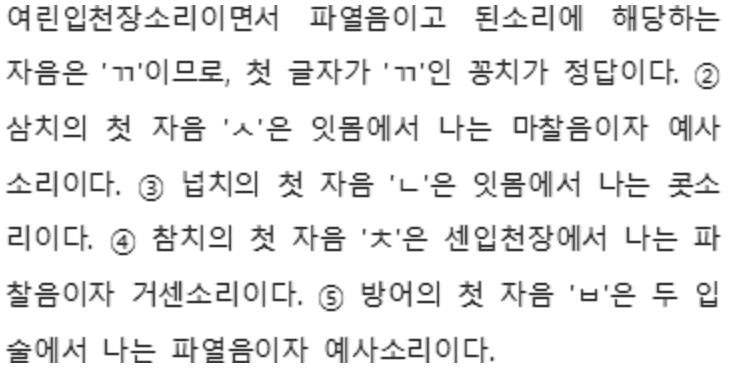 여린입천장소리이면서 파열음이고 된소리에 해당하는
자음은 'ㄲ'이므로, 첫 글자가 'ㄲ'인 꽁치가 정답이다. ②
삼치의 첫 자음 'ㅅ'은 잇몸에서 나는 마찰음이자 예사
소리이다. ③ 넙치의 첫 자음 'ㄴ'은 잇몸에서 나는 콧소
리이다. ④ 참치의 첫 자음 'ㅊ'은 센입천장에서 나는 파
찰음이자 거센소리이다. ⑤ 방어의 첫 자음 'ㅂ'은 두 입
술에서 나는 파열음이자 예사소리이다.